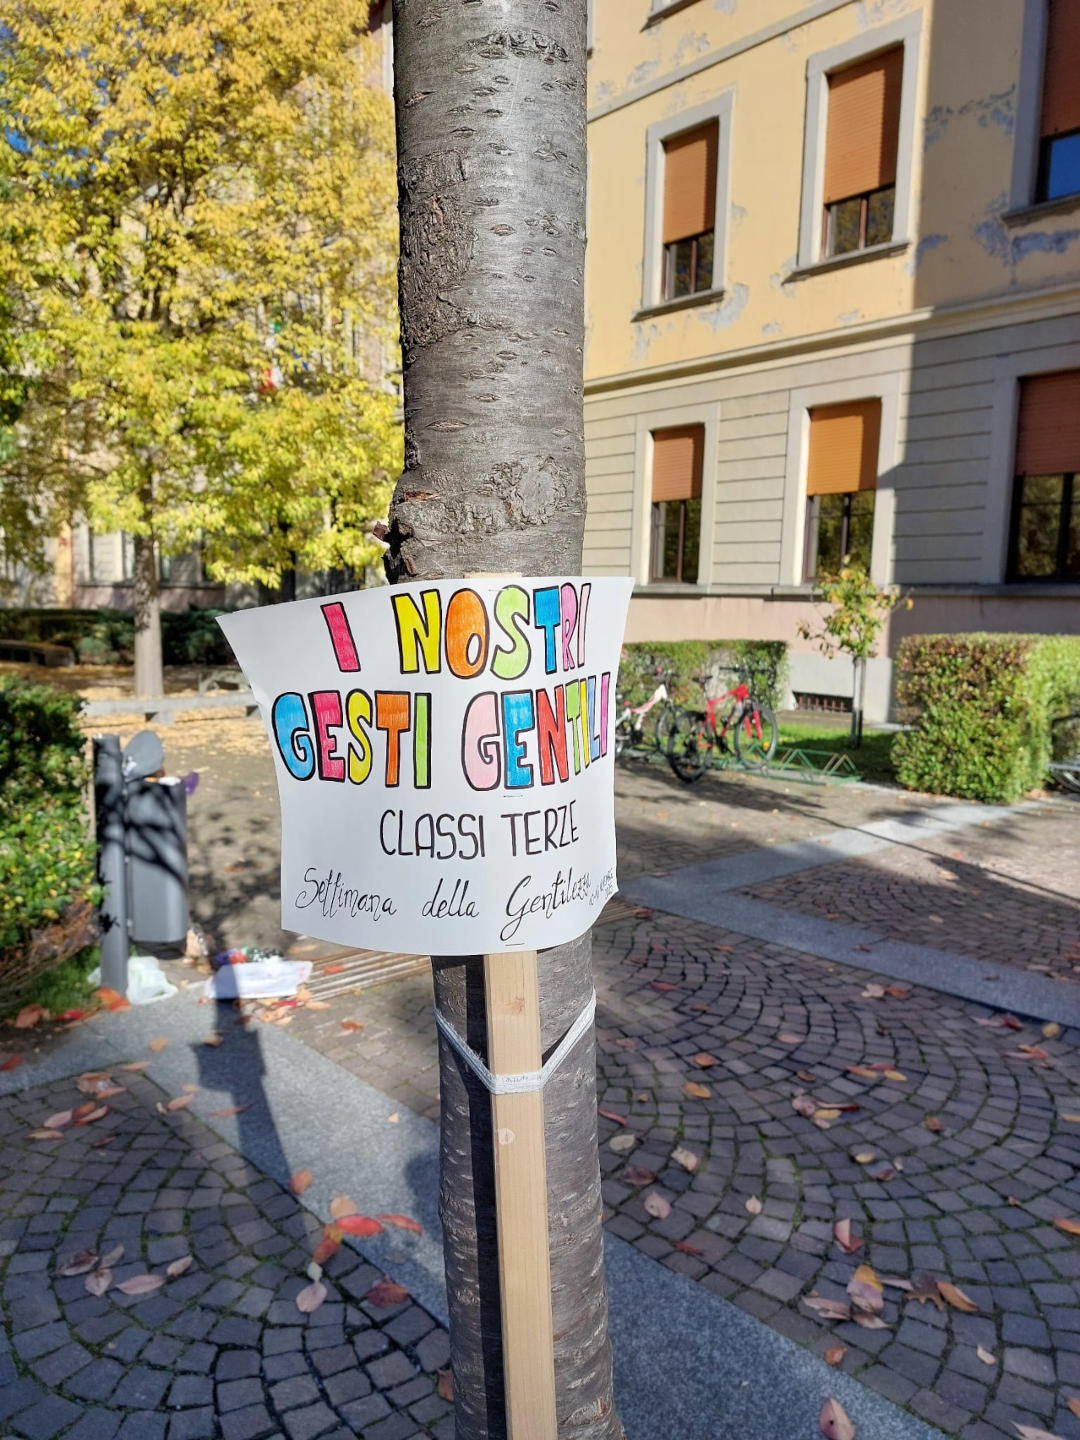 I NOSTRI
GESTI GENTILI
CLASSI TERZE
Settimana della Gentilezza